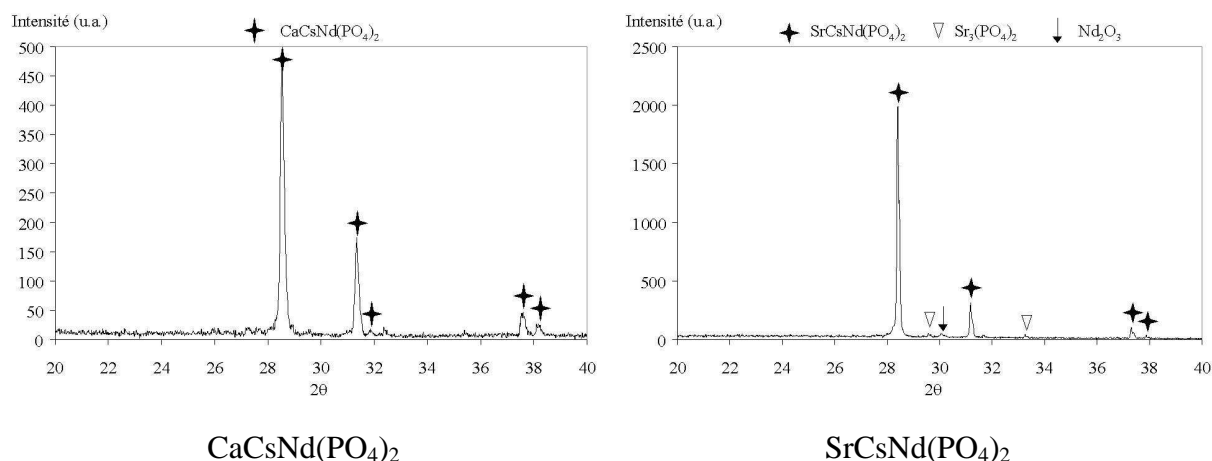 Intensité (u.a.)
CaCsNd(PO₄)₂
500
450
400
350
300
250
200
150
100
50
0
20 22 24 26 28 30 32 34 36 38 40
2θ
CaCsNd(PO₄)₂
Intensité (u.a.)
SrCsNd(PO₄)₂ Sr₃(PO₄)₂ Nd₂O₃
2500
2000
1500
1000
500
0
20 22 24 26 28 30 32 34 36 38 40
2θ
SrCsNd(PO₄)₂